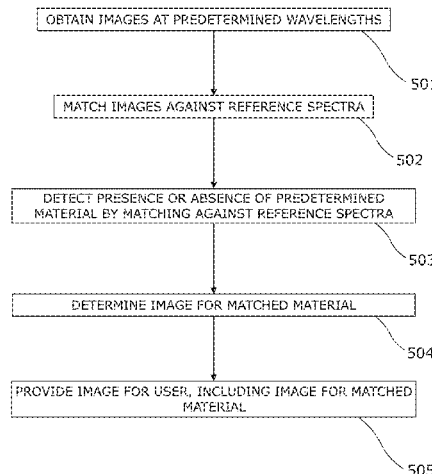 OBTAIN IMAGES AT PREDETERMINED WAVELENGTHS
501
MATCH IMAGES AGAINST REFERENCE SPECTRA
502
DETECT PRESENCE OR ABSENCE OF PREDETERMINED
MATERIAL BY MATCHING AGAINST REFERENCE SPECTRA
503
DETERMINE IMAGE FOR MATCHED MATERIAL
504
PROVIDE IMAGE FOR USER, INCLUDING IMAGE FOR MATCHED
MATERIAL
505